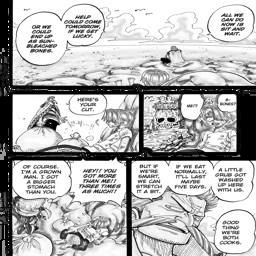 HELP
COULD COME
TOMORROW,
IF WE GET
LUCKY.
OR WE
COULD
END UP
AS SUN-
BLEACHED
BONES.
ALL WE
CAN DO
NOW IS
SIT AND
WAIT.
HERE'S
YOUR
CUT.
B-
BONES?
ME?!
OF COURSE,
I'M A GROWN
MAN. I GOT
A BIGGER
STOMACH
THAN YOU.
HEY!! YOU
GOT MORE
THAN ME!!
THREE TIMES
AS MUCH!!
A LITTLE
GRUB GOT
WASHED UP
HERE WITH
US.
IF WE EAT
NORMALLY,
IT'LL LAST
MAYBE
FIVE DAYS.
BUT IF
WE'RE
SMART,
WE CAN
STRETCH IT
A BIT.
GOOD
THING
WE'RE
BOTH
COOKS.